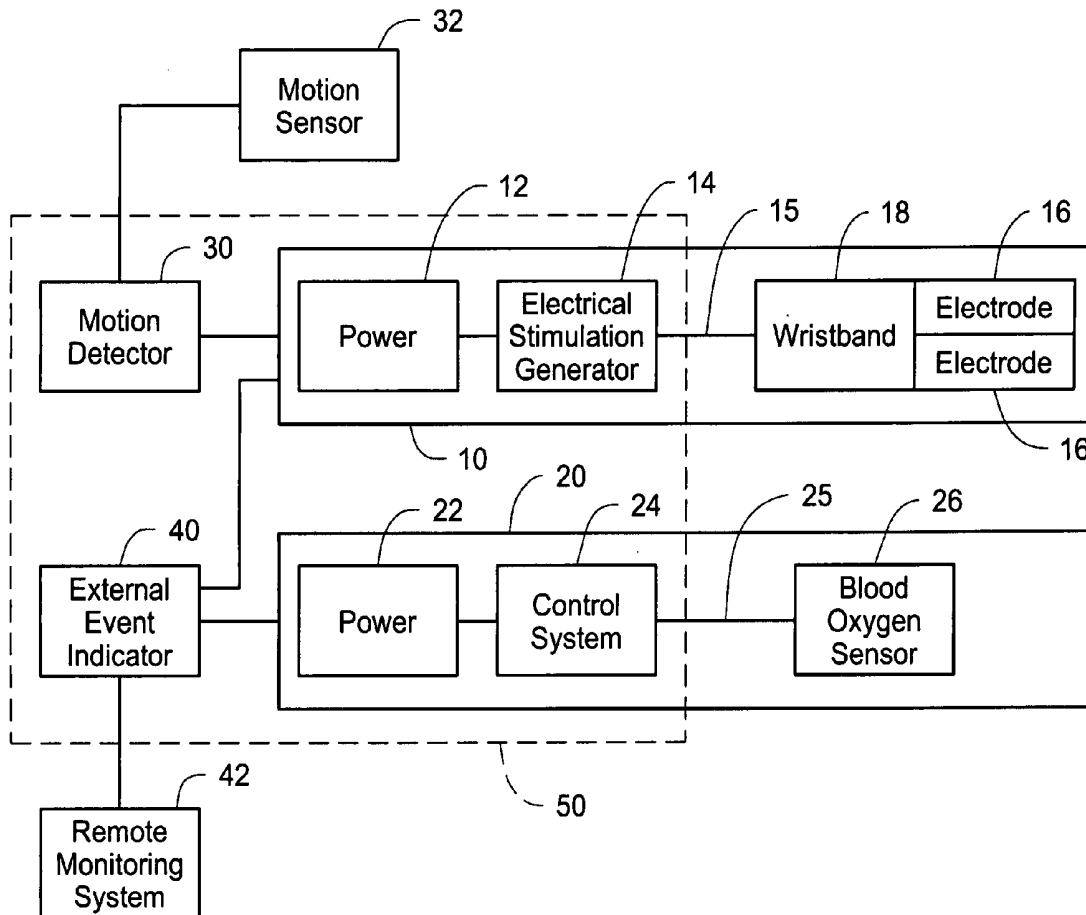 32
Motion
Sensor
12
14
15
18
16
30
Motion
Detector
Power
Electrical
Stimulation
Generator
Wristband
Electrode
Electrode
10
16
20
22
24
25
26
40
External
Event
Indicator
Power
Control
System
Blood
Oxygen
Sensor
42
50
Remote
Monitoring
System